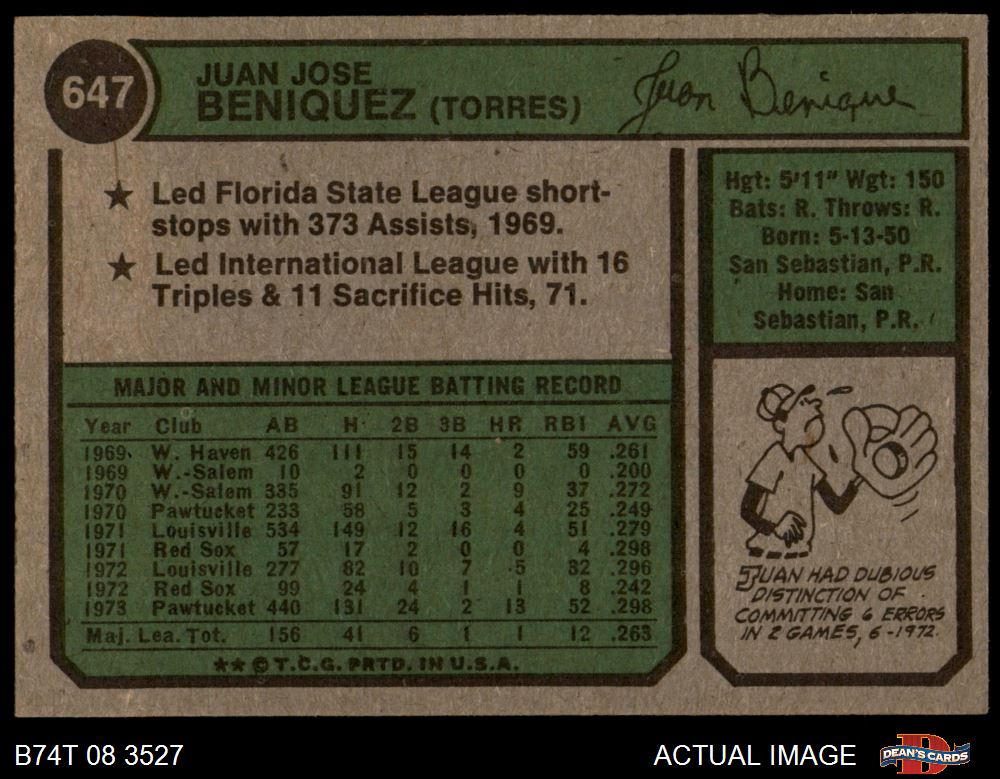 647
JUAN JOSE
BENIQUEZ (TORRES)
Juan Beniquez
★ Led Florida State League short-
stops with 373 Assists, 1969.
★ Led International League with 16
Triples & 11 Sacrifice Hits, 71.
Hgt: 5'11" Wgt: 150
Bats: R. Throws: R.
Born: 5-13-50
San Sebastian, P.R.
Home: San
Sebastian, P.R.
MAJOR AND MINOR LEAGUE BATTING RECORD
Year Club AB H 2B 3B HR RBI AVG
1969 W. Haven 426 111 15 14 2 59 .261
1969 W.-Salem 10 2 0 0 0 0 .200
1970 W.-Salem 335 91 12 2 9 37 .272
1970 Pawtucket 233 58 5 3 4 25 .249
1971 Louisville 534 149 12 16 4 51 .279
1971 Red Sox 57 17 2 0 0 4 .298
1972 Louisville 277 82 10 7 5 32 .296
1972 Red Sox 99 24 4 1 1 8 .242
1973 Pawtucket 440 131 24 2 13 52 .298
Maj. Lea. Tot. 156 41 6 1 1 12 .263
★★ © T.C.G. PRTD. IN U.S.A.
JUAN HAD DUBIOUS
DISTINCTION OF
COMMITTING 6 ERRORS
IN 2 GAMES, 6-1972.
B74T 08 3527
ACTUAL IMAGE
DEAN'S CARDS